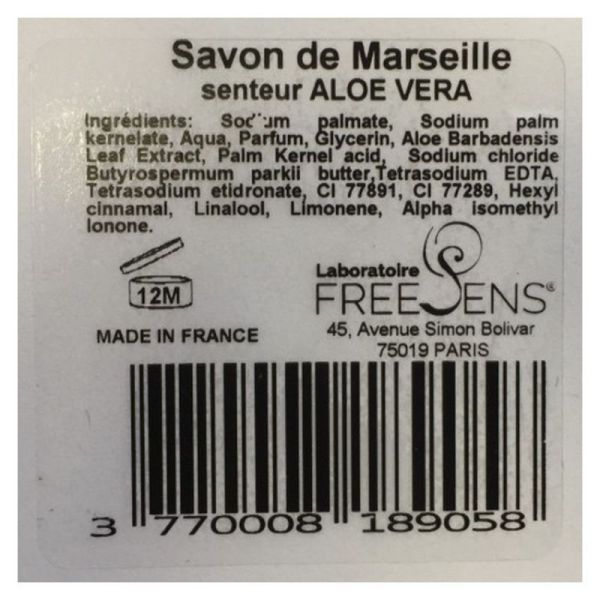 Savon de Marseille
senteur ALOE VERA
Ingrédients: Sodium palmate, Sodium palm
kernelate, Aqua, Parfum, Glycerin, Aloe Barbadensis
Leaf Extract, Palm Kernel acid, Sodium chloride
Butyrospermum parkii butter,Tetrasodium EDTA,
Tetrasodium etidronate, CI 77891, CI 77289, Hexyl
cinnamal, Linalool, Limonene, Alpha isomethyl
Ionone.
12M
MADE IN FRANCE
Laboratoire
FREESENS®
45, Avenue Simon Bolivar
75019 PARIS
3 770008 189058